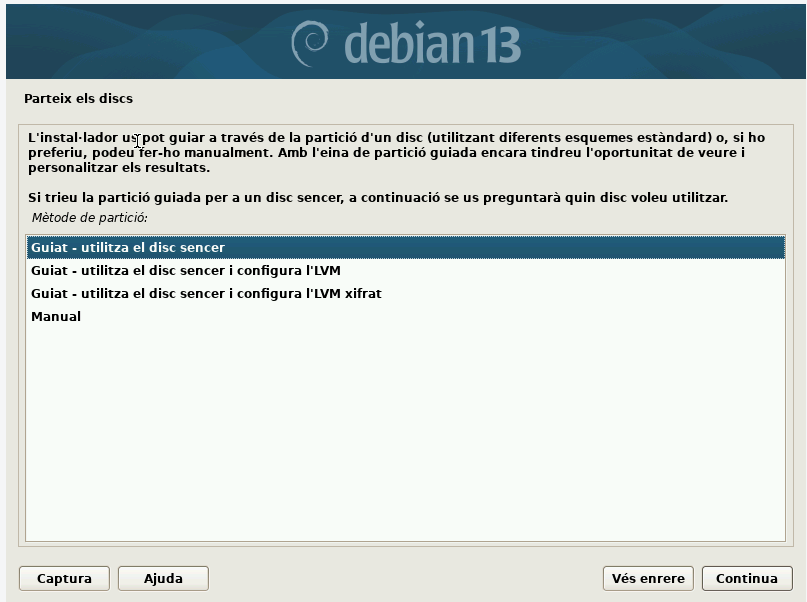 debian 13
Parteix els discs
L'instal·lador us pot guiar a través de la partició d'un disc (utilitzant diferents esquemes estàndard) o, si ho
preferiu, podeu fer-ho manualment. Amb l'eina de partició guiada encara tindreu l'oportunitat de veure i
personalitzar els resultats.
Si trieu la partició guiada per a un disc sencer, a continuació se us preguntarà quin disc voleu utilitzar.
Mètode de partició:
Guiat - utilitza el disc sencer
Guiat - utilitza el disc sencer i configura l'LVM
Guiat - utilitza el disc sencer i configura l'LVM xifrat
Manual
Captura Ajuda Vés enrere Continua